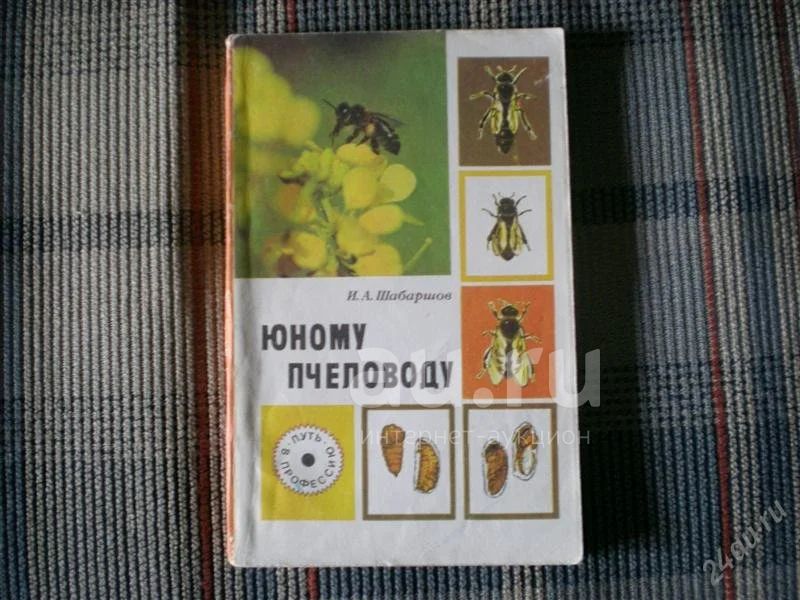 И. А. Шабаршов
ЮНОМУ
ПЧЕЛОВОДУ
ПУТЬ
В ПРОФЕССИЮ
au.ru
интернет-аукцион
24au.ru